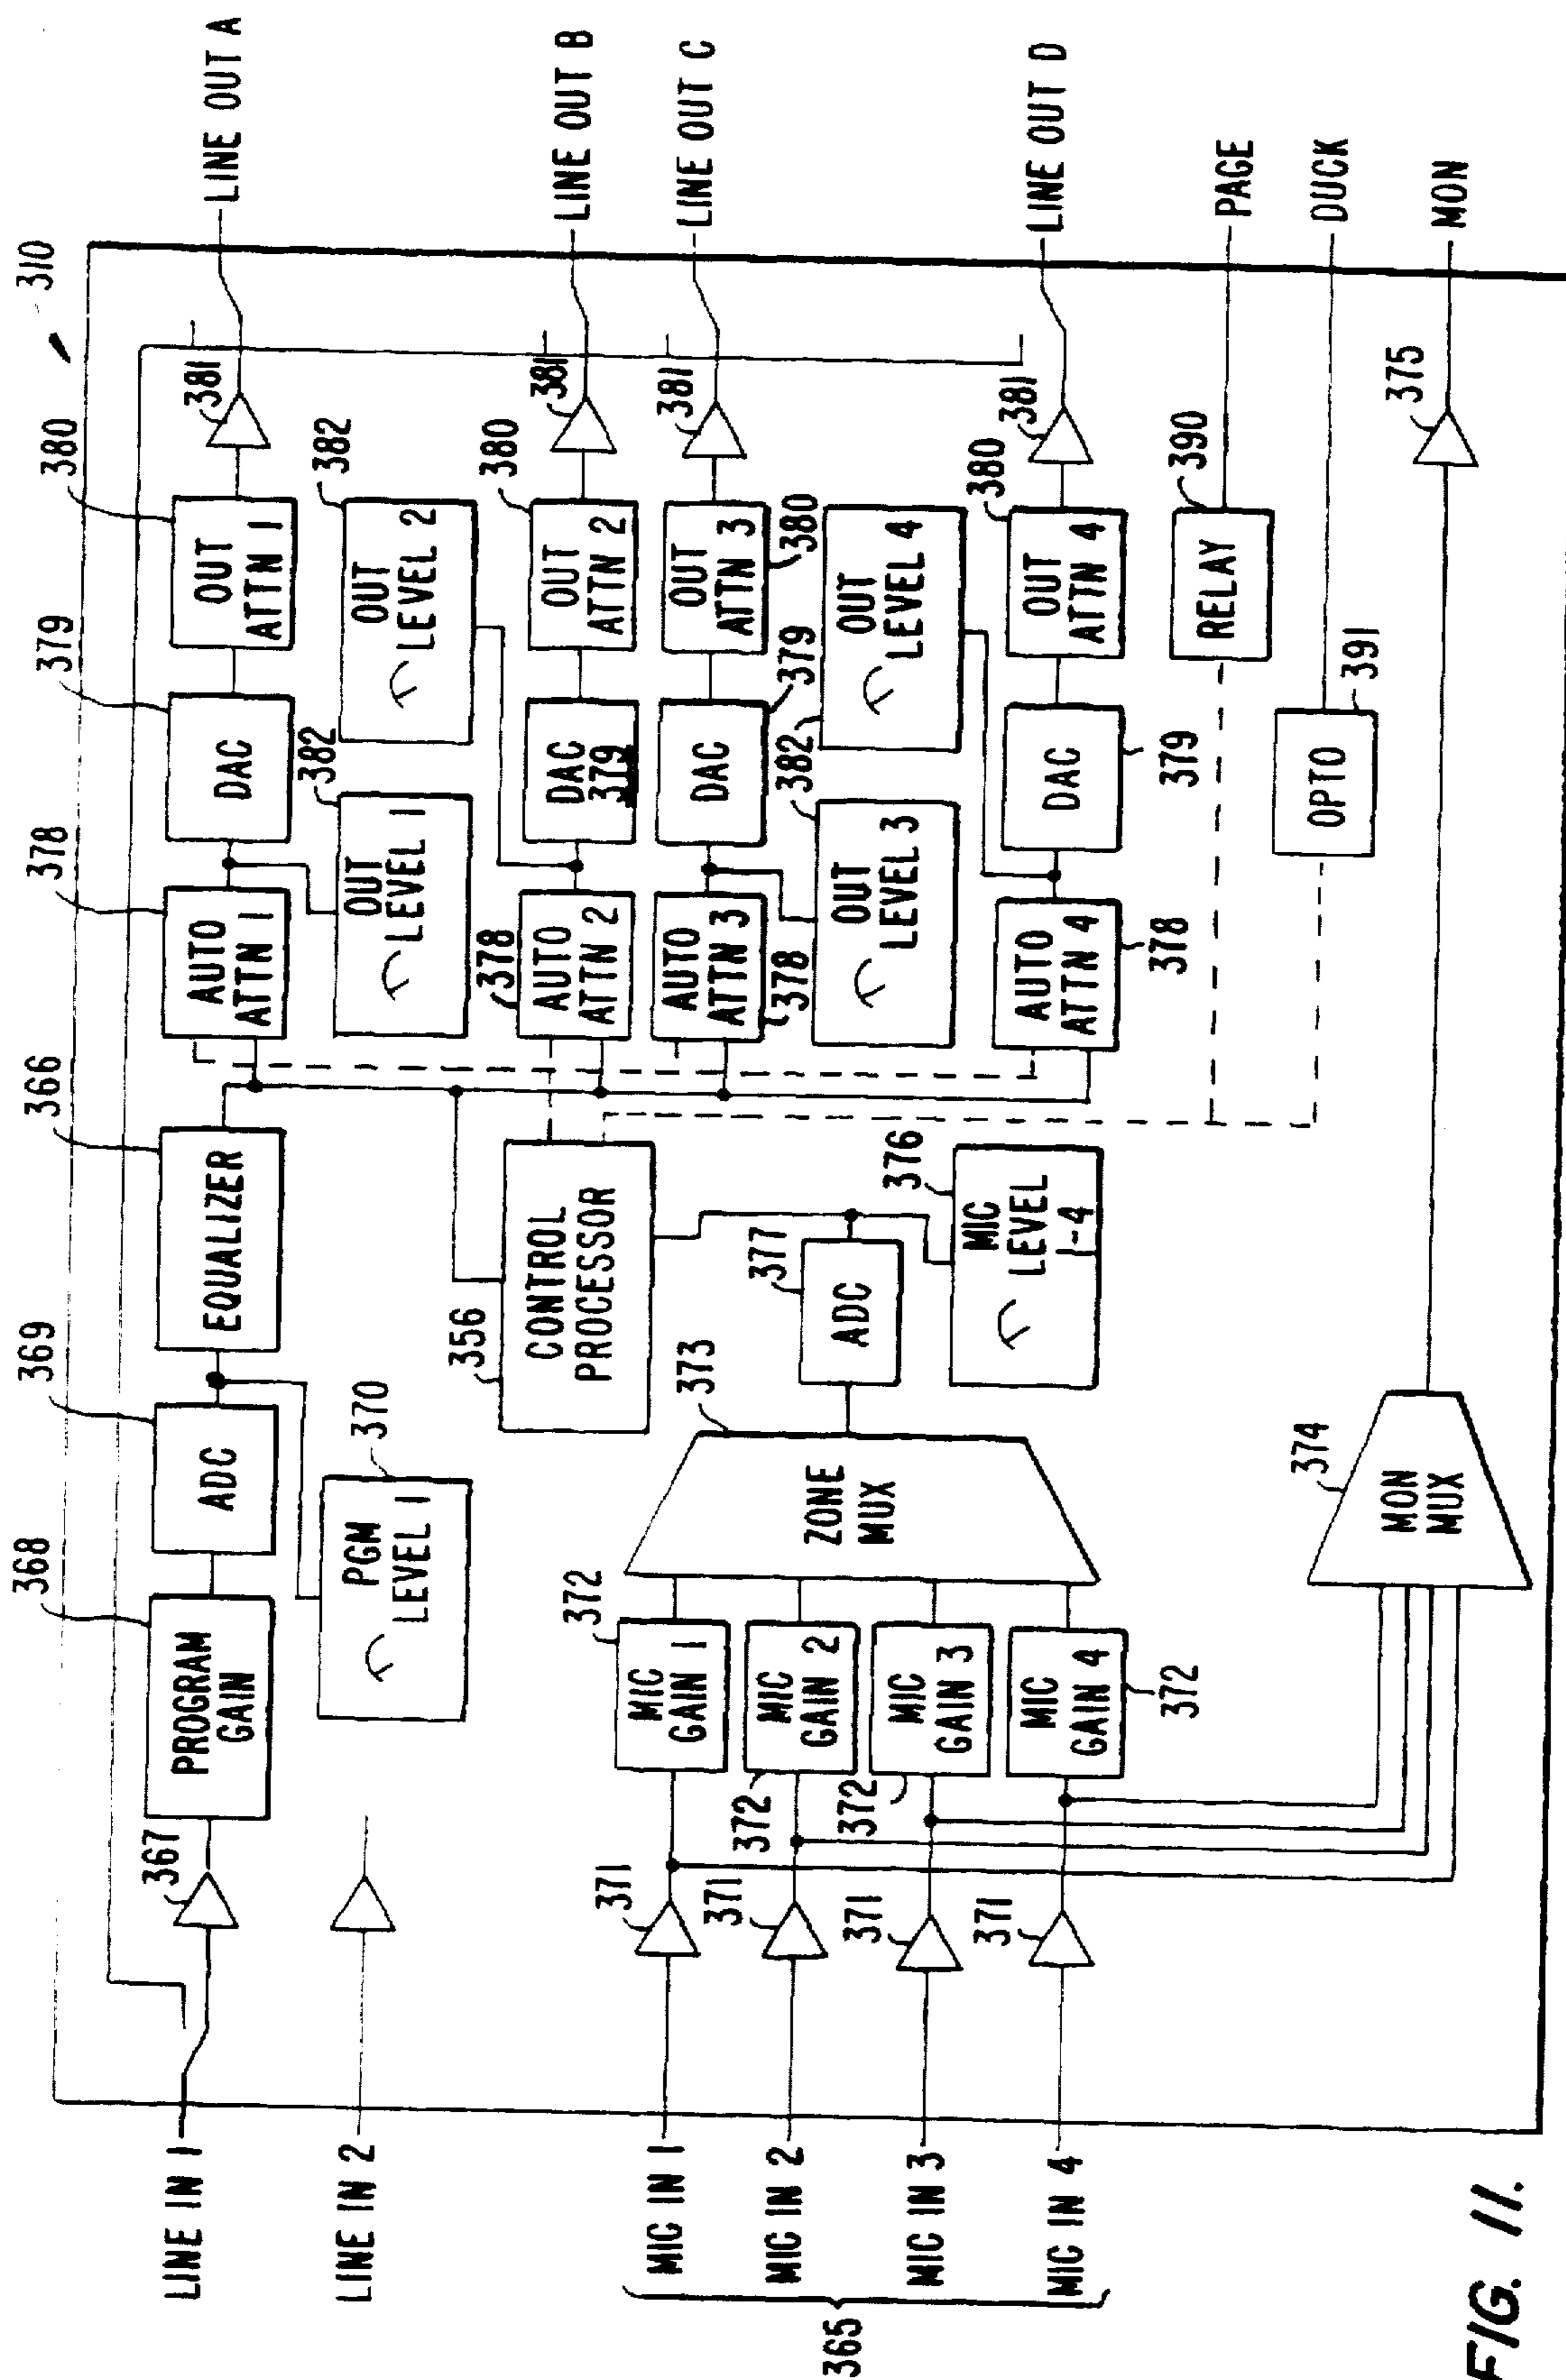 310
LINE IN 1
367
368
PROGRAM
GAIN
369
ADC
366
EQUALIZER
378
AUTO
ATTN 1
379
DAC
380
OUT
ATTN 1
381
LINE OUT A
LINE IN 2
370
PGM
LEVEL 1
382
OUT
LEVEL 1
382
OUT
LEVEL 2
356
CONTROL
PROCESSOR
378
AUTO
ATTN 2
DAC
379
380
OUT
ATTN 2
381
LINE OUT B
AUTO
ATTN 3
378
DAC
379
OUT
ATTN 3
380
381
LINE OUT C
382
OUT
LEVEL 3
OUT
LEVEL 4
AUTO
ATTN 4
378
DAC
379
380
OUT
ATTN 4
381
LINE OUT D
365
MIC IN 1
371
372
MIC
GAIN 1
MIC IN 2
371
372
MIC
GAIN 2
MIC IN 3
371
372
MIC
GAIN 3
MIC IN 4
371
MIC
GAIN 4
372
373
ZONE
MUX
377
ADC
376
MIC
LEVEL
1-4
390
RELAY
PAGE
391
OPTO
DUCK
374
MON
MUX
375
MON
FIG. 11.